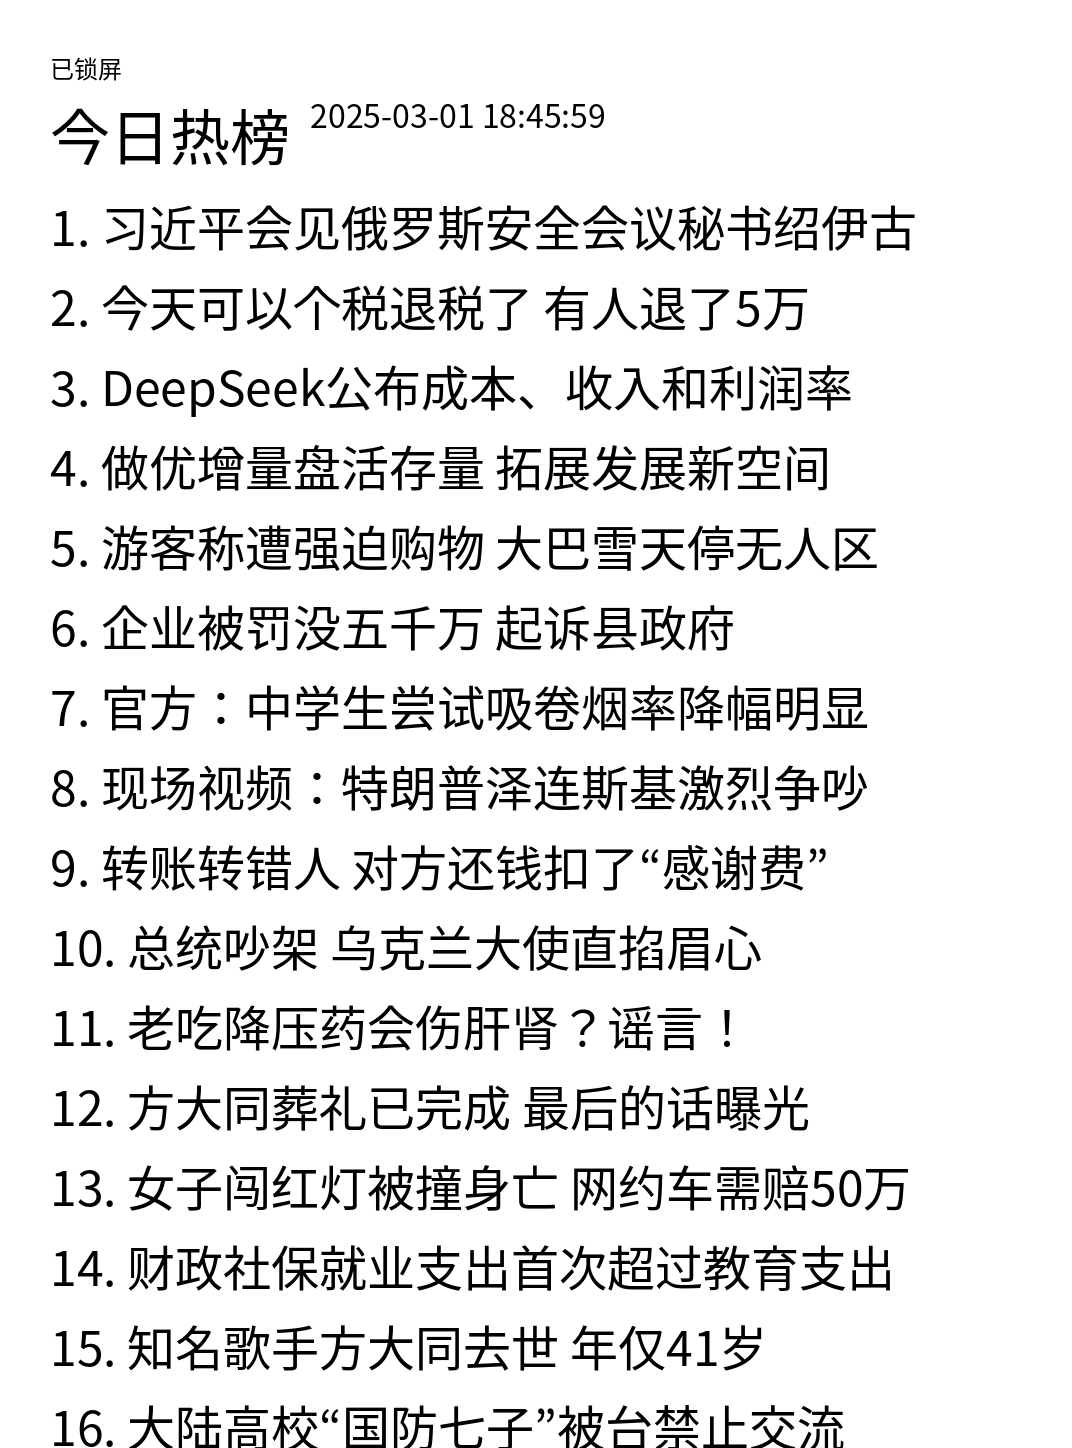 已锁屏
今日热榜 2025-03-01 18:45:59
1. 习近平会见俄罗斯安全会议秘书绍伊古
2. 今天可以个税退税了 有人退了5万
3. DeepSeek公布成本、收入和利润率
4. 做优增量盘活存量 拓展发展新空间
5. 游客称遭强迫购物 大巴雪天停无人区
6. 企业被罚没五千万 起诉县政府
7. 官方：中学生尝试吸卷烟率降幅明显
8. 现场视频：特朗普泽连斯基激烈争吵
9. 转账转错人 对方还钱扣了“感谢费”
10. 总统吵架 乌克兰大使直掐眉心
11. 老吃降压药会伤肝肾？谣言！
12. 方大同葬礼已完成 最后的话曝光
13. 女子闯红灯被撞身亡 网约车需赔50万
14. 财政社保就业支出首次超过教育支出
15. 知名歌手方大同去世 年仅41岁
16. 大陆高校“国防七子”被台禁止交流